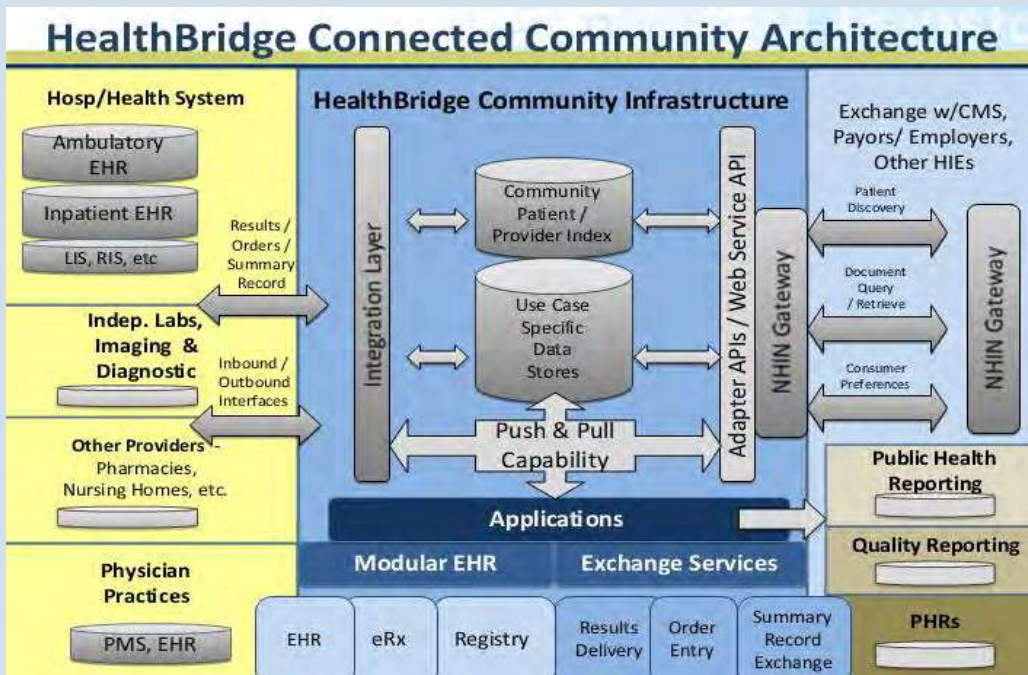 HealthBridge Connected Community Architecture
Hosp/Health System
Ambulatory
EHR
Inpatient EHR
LIS, RIS, etc
Indep. Labs,
Imaging &
Diagnostic
Other Providers -
Pharmacies,
Nursing Homes, etc.
Physician
Practices
PMS, EHR
Results /
Orders /
Summary
Record
Inbound /
Outbound
Interfaces
HealthBridge Community Infrastructure
Integration Layer
Community
Patient /
Provider Index
Use Case
Specific
Data
Stores
Push & Pull
Capability
Adapter APIs / Web Service API
NHIN Gateway
Applications
Modular EHR
Exchange Services
EHR
eRx
Registry
Results
Delivery
Order
Entry
Summary
Record
Exchange
Exchange w/CMS,
Payors/ Employers,
Other HIEs
Patient
Discovery
Document
Query
/ Retrieve
Consumer
Preferences
NHIN Gateway
Public Health
Reporting
Quality Reporting
PHRs